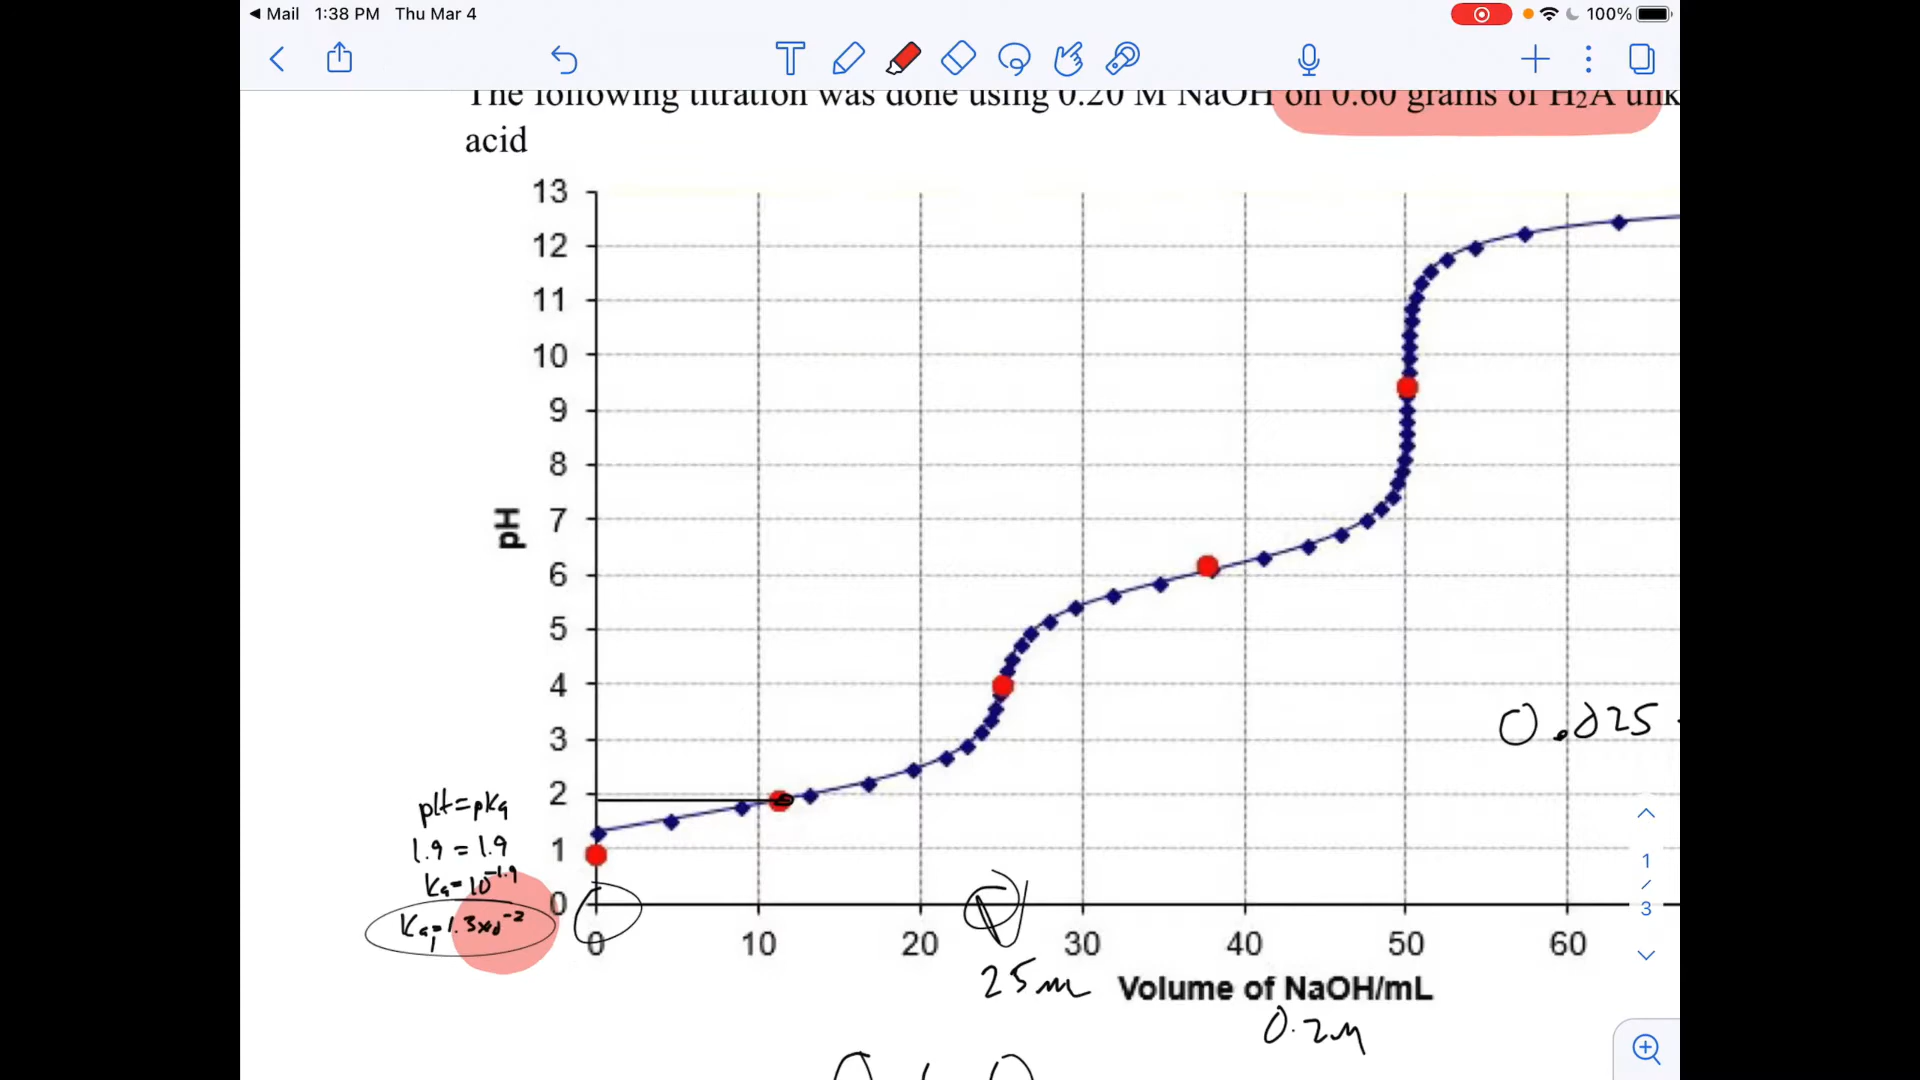 Mail 1:38 PM Thu Mar 4 100%
The following titration was done using 0.20 M NaOH on 0.60 grams of H₂A unk
acid
13
12
11
10
9
8
7
6
5
4
3
2
1
0
pH
0 10 20 30 40 50 60
Volume of NaOH/mL
pH=pKa
1.9=1.9
Ka=10^-1.9
Ka1=1.3x10^-2
25 mL
0.2M
0.025
1
/
3